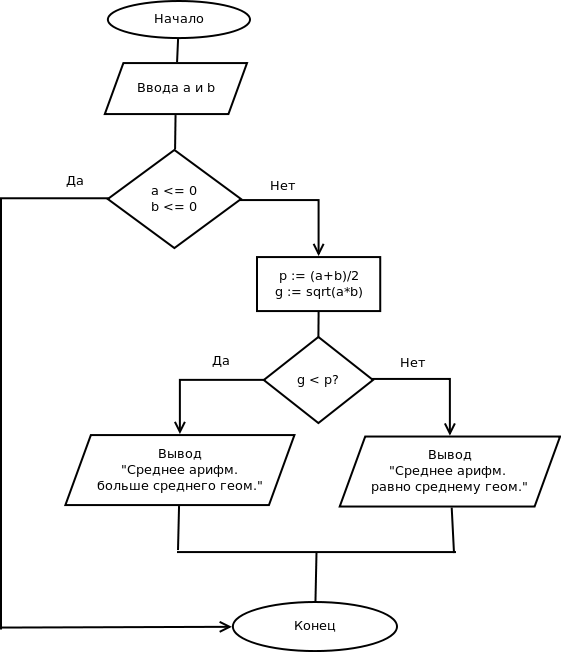 Начало
Ввода a и b
Да
a <= 0
b <= 0
Нет
p := (a+b)/2
g := sqrt(a*b)
Да
g < p?
Нет
Вывод
"Среднее арифм.
больше среднего геом."
Вывод
"Среднее арифм.
равно среднему геом."
Конец